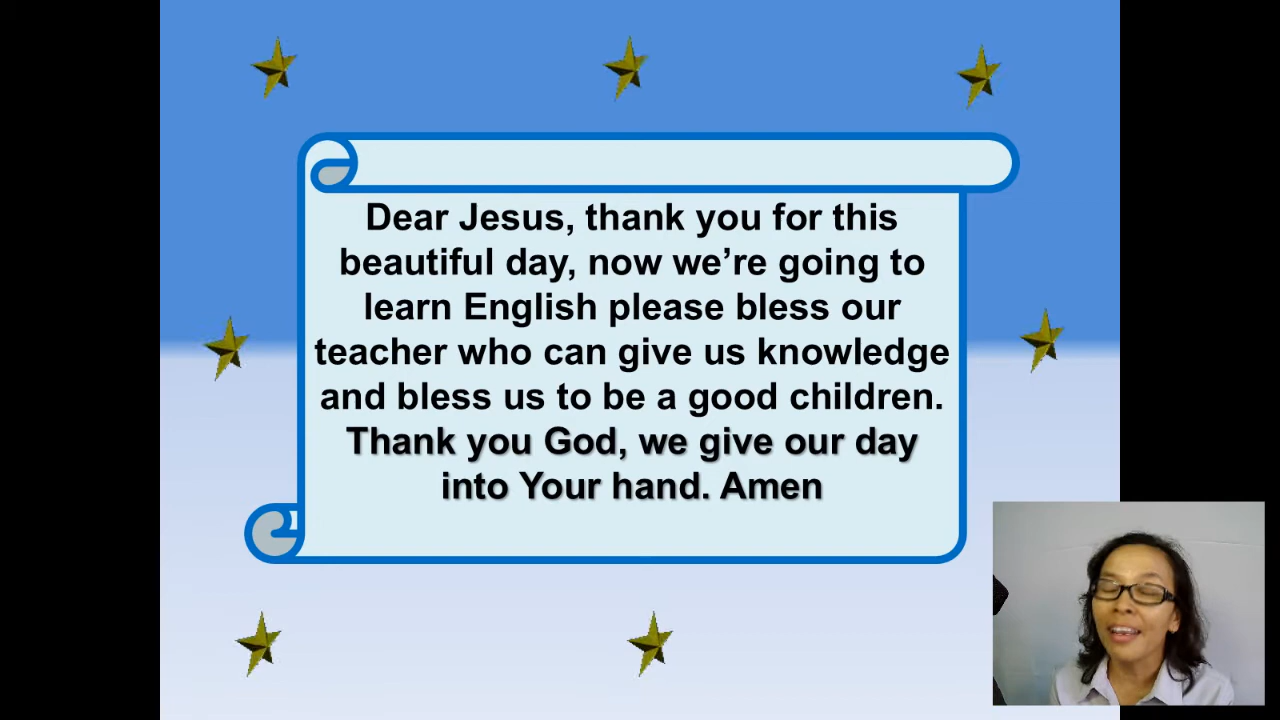 Dear Jesus, thank you for this
beautiful day, now we’re going to
learn English please bless our
teacher who can give us knowledge
and bless us to be a good children.
Thank you God, we give our day
into Your hand. Amen